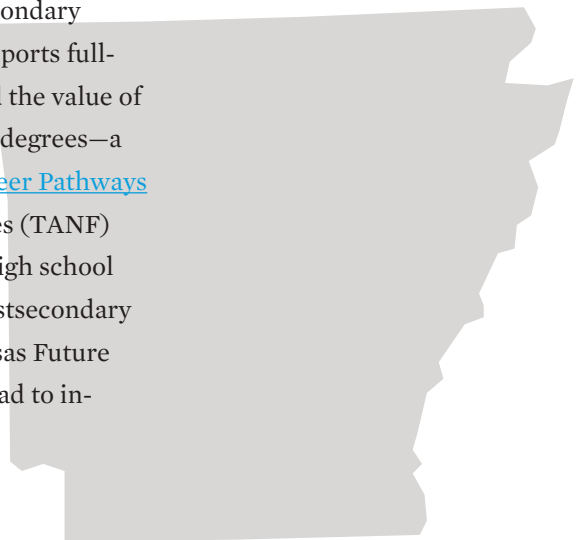 ondary
ports full-
the value of
degrees—a
eer Pathways
es (TANF)
igh school
stsecondary
sas Future
ad to in-